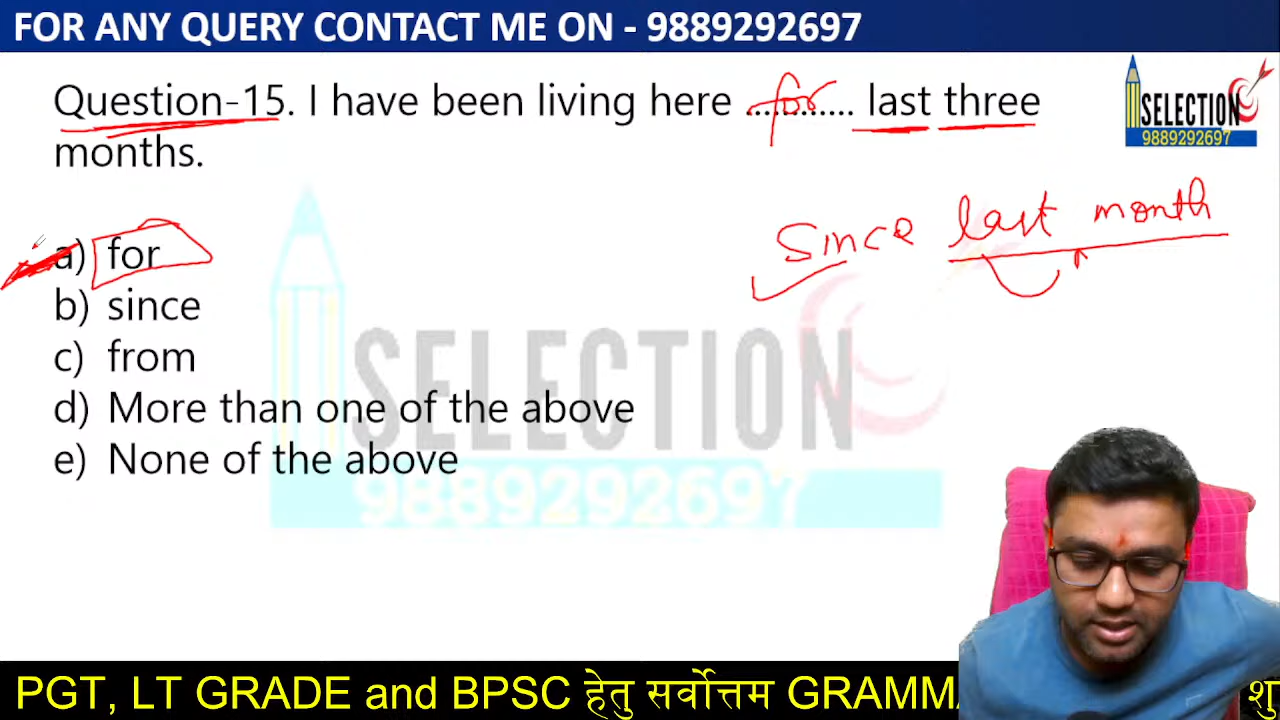 FOR ANY QUERY CONTACT ME ON - 9889292697
Question-15. I have been living here ............ last three
for
months.
SELECTION
9889292697
Since last month
a) for
b) since
c) from
d) More than one of the above
e) None of the above
SELECTION
9889292697
PGT, LT GRADE and BPSC हेतु सर्वोत्तम GRAMMA
शु